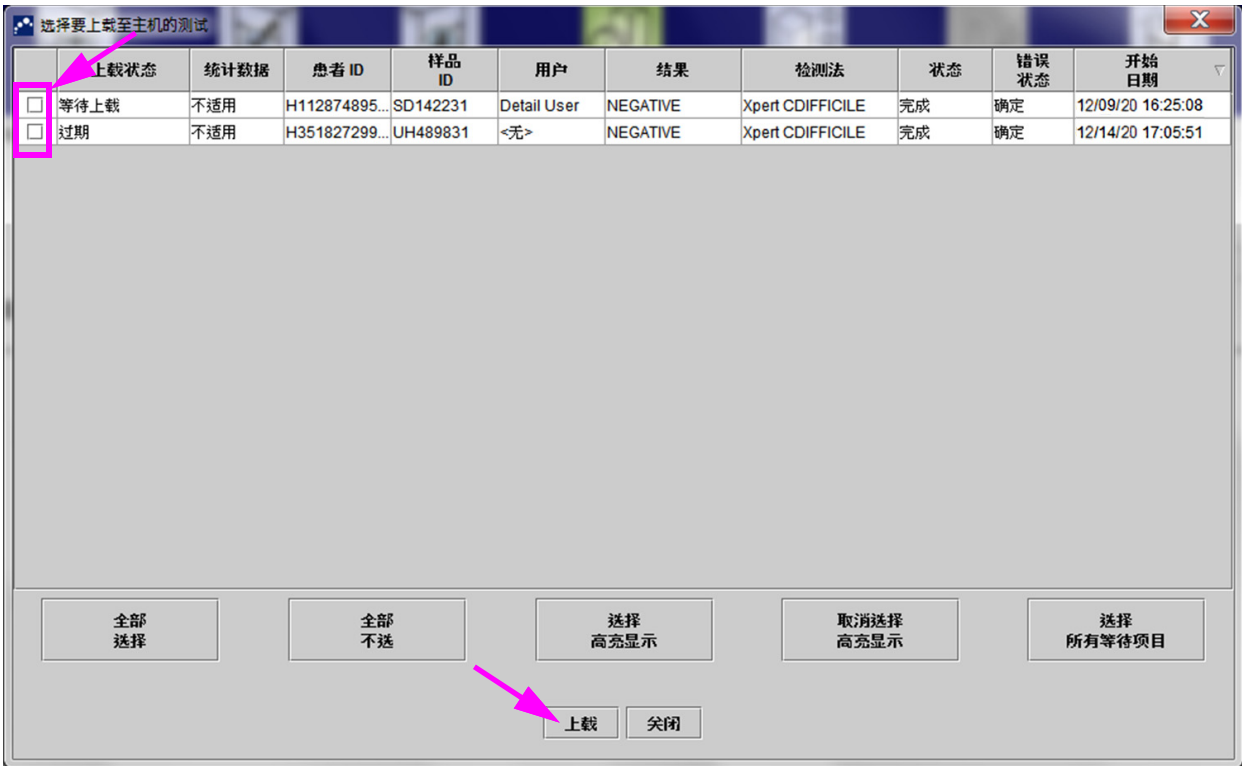 选择要上载至主机的测试
上载状态 统计数据 患者 ID 样品 ID 用户 结果 检测法 状态 错误 状态 开始 日期
等待上载 不适用 H112874895... SD142231 Detail User NEGATIVE Xpert CDIFFICILE 完成 确定 12/09/20 16:25:08
过期 不适用 H351827299... UH489831 <无> NEGATIVE Xpert CDIFFICILE 完成 确定 12/14/20 17:05:51
全部 全部 选择 取消选择 选择
选择 不选 高亮显示 高亮显示 所有等待项目
上载 关闭